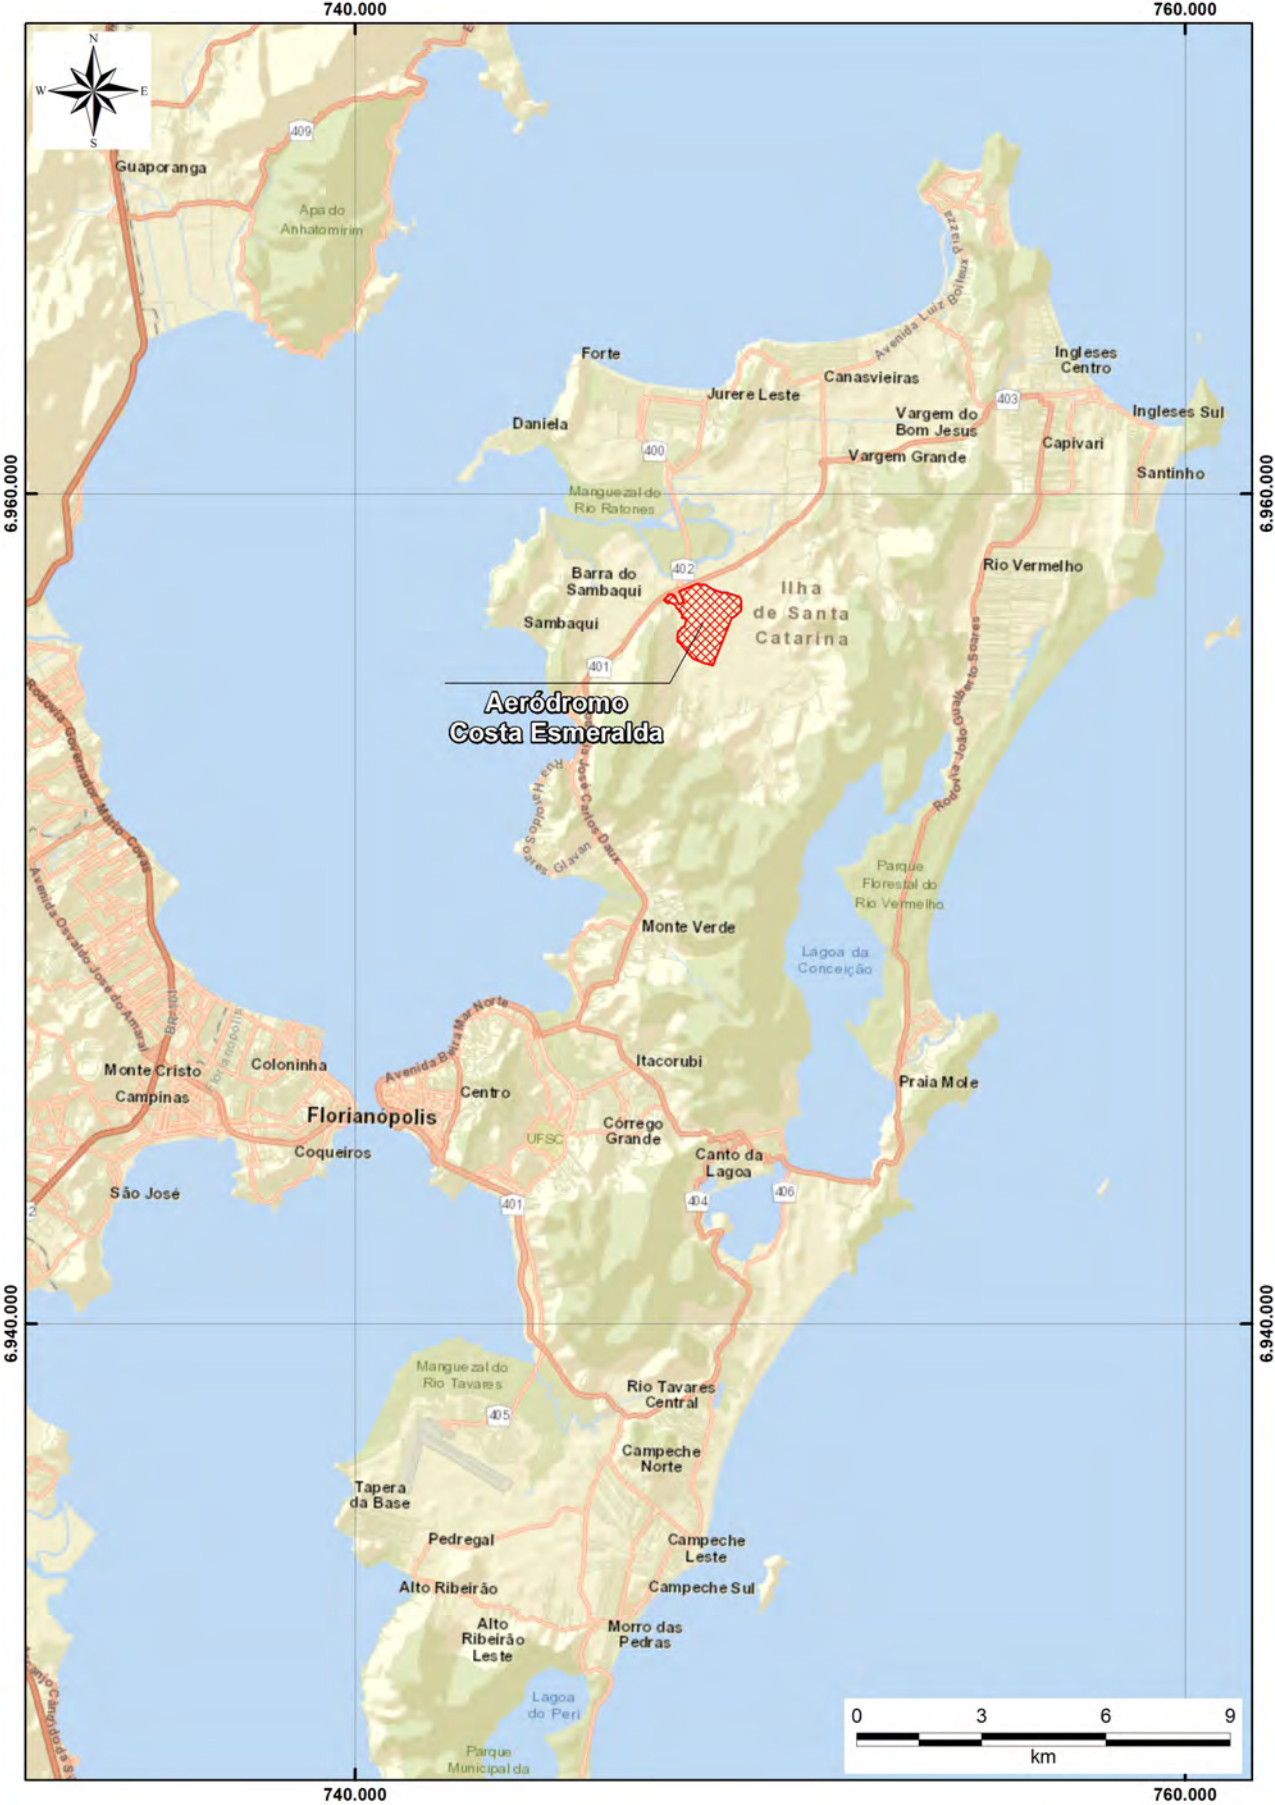 740.000
760.000
N
W
E
S
409
Guaporanga
Apa do
Anhatomirim
Avenida Luiz Boiteux Piazza
Forte
Ingleses
Centro
Canasvieiras
Jurere Leste
403
Daniela
Vargem do
Bom Jesus
Ingleses Sul
400
Capivari
Vargem Grande
Santinho
6.960.000
6.960.000
Manguezal do
Rio Ratones
402
Rio Vermelho
Barra do
Sambaqui
Ilha
de Santa
Catarina
Sambaqui
401
Aeródromo
Costa Esmeralda
Rodovia João Gualberto Soares
Rodovia Governador Mario Covas
José Carlos Daux
Rua Haroldo Soares Glavan
Avenida Osvaldo José do Amaral
Parque
Florestal do
Rio Vermelho
Monte Verde
Lagoa da
Conceição
Avenida Beira Mar Norte
BR-101
Florianópolis
Monte Cristo
Coloninha
Itacorubi
Praia Mole
Campinas
Centro
Florianópolis
Córrego
Grande
UFSC
Coqueiros
Canto da
Lagoa
São José
401
404
406
2
6.940.000
6.940.000
Manguezal do
Rio Tavares
Rio Tavares
Central
405
Campeche
Norte
Tapera
da Base
Pedregal
Campeche
Leste
Alto Ribeirão
Campeche Sul
Alto
Ribeirão
Leste
Morro das
Pedras
Lagoa
do Peri
Parque
Municipal da
0
3
6
9
km
740.000
760.000